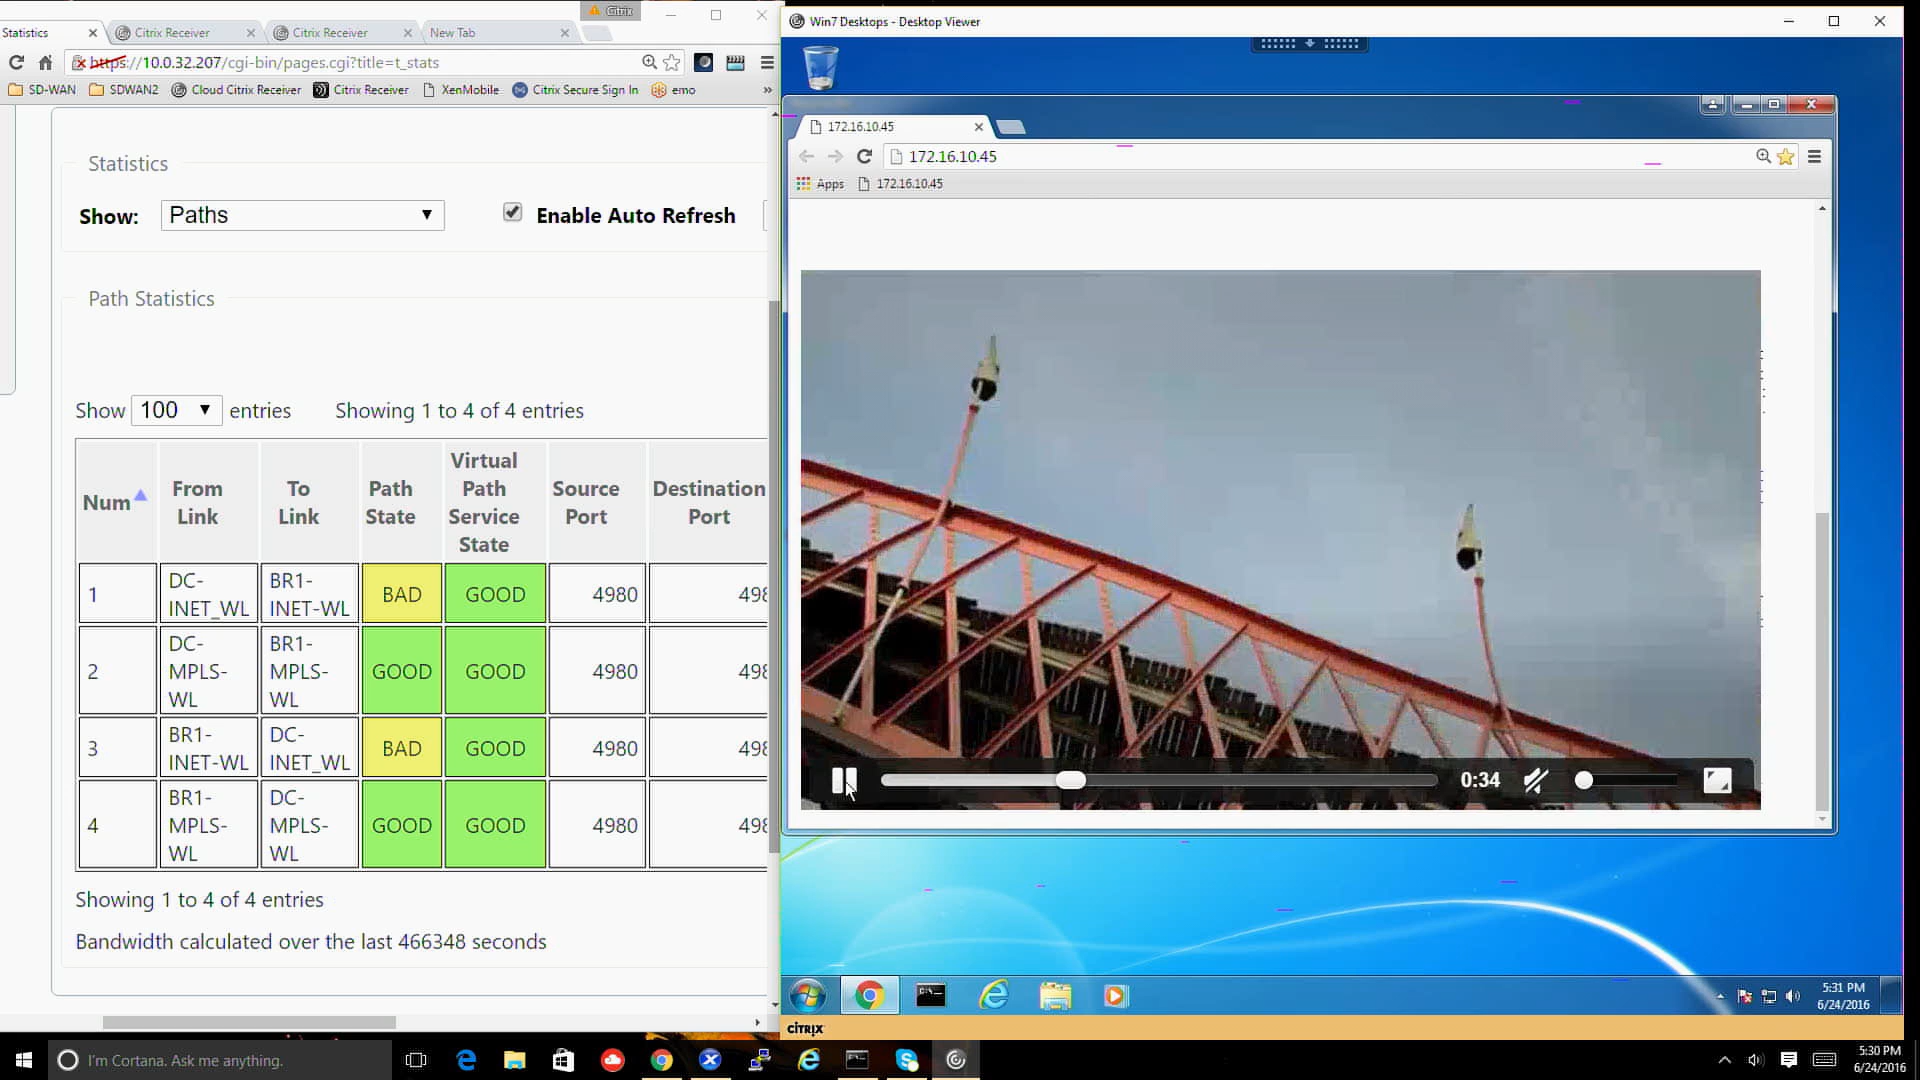 Citrix
Statistics
Citrix Receiver
Citrix Receiver
New Tab
https://10.0.32.207/cgi-bin/pages.cgi?title=t_stats
SD-WAN
SDWAN2
Cloud Citrix Receiver
Citrix Receiver
XenMobile
Citrix Secure Sign In
emo
»
Statistics
Show:
Paths
Enable Auto Refresh
Path Statistics
Show 100 entries
Showing 1 to 4 of 4 entries
Num From Link To Link Path State Virtual Path Service State Source Port Destination Port
1 DC-INET_WL BR1-INET-WL BAD GOOD 4980 498
2 DC-MPLS-WL BR1-MPLS-WL GOOD GOOD 4980 498
3 BR1-INET-WL DC-INET_WL BAD GOOD 4980 498
4 BR1-MPLS-WL DC-MPLS-WL GOOD GOOD 4980 498
Showing 1 to 4 of 4 entries
Bandwidth calculated over the last 466348 seconds
Win7 Desktops - Desktop Viewer
172.16.10.45
172.16.10.45
Apps
172.16.10.45
0:34
5:31 PM
6/24/2016
CITRIX
I'm Cortana. Ask me anything.
5:30 PM
6/24/2016